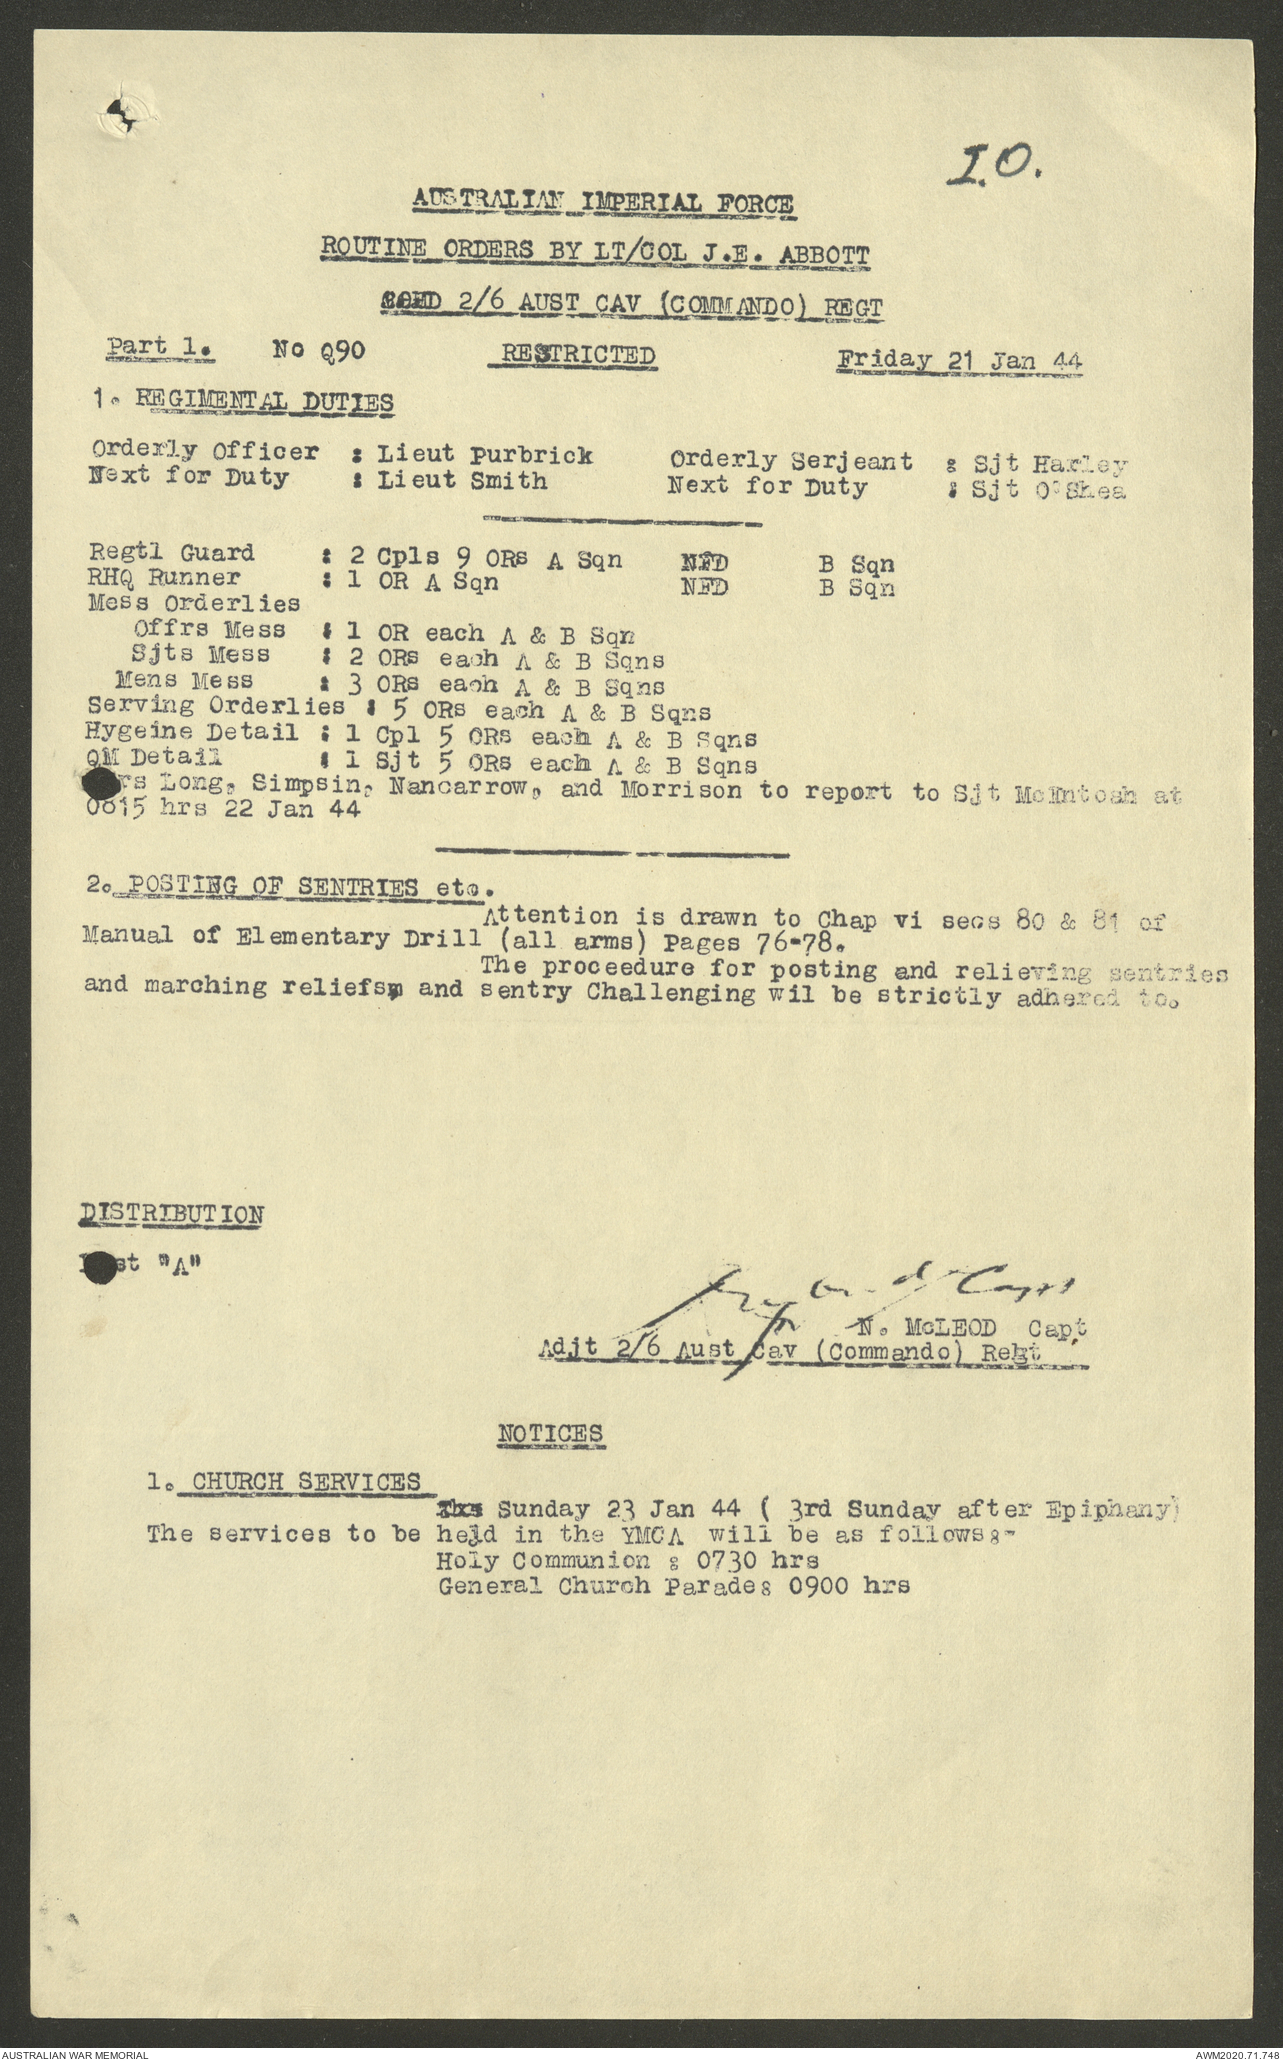 I.O.
AUSTRALIAN IMPERIAL FORCE
ROUTINE ORDERS BY LT/COL J.E. ABBOTT
COMD 2/6 AUST CAV (COMMANDO) REGT
Part 1. No Q90 RESTRICTED Friday 21 Jan 44
1. REGIMENTAL DUTIES
Orderly Officer : Lieut Purbrick Orderly Serjeant : Sjt Harley
Next for Duty : Lieut Smith Next for Duty : Sjt O'Shea
Regtl Guard : 2 Cpls 9 ORs A Sqn NFD B Sqn
RHQ Runner : 1 OR A Sqn NFD B Sqn
Mess Orderlies
Offrs Mess : 1 OR each A & B Sqn
Sjts Mess : 2 ORs each A & B Sqns
Mens Mess : 3 ORs each A & B Sqns
Serving Orderlies : 5 ORs each A & B Sqns
Hygeine Detail : 1 Cpl 5 ORs each A & B Sqns
QM Detail : 1 Sjt 5 ORs each A & B Sqns
Long, Simpsin, Nancarrow, and Morrison to report to Sjt McIntosh at
0815 hrs 22 Jan 44
2. POSTING OF SENTRIES etc.
Attention is drawn to Chap vi secs 80 & 81 of
Manual of Elementary Drill (all arms) Pages 76-78.
The proceedure for posting and relieving sentries
and marching reliefs, and sentry Challenging wil be strictly adhered to.
DISTRIBUTION
"A"
Capt
N. McLEOD Capt
Adjt 2/6 Aust Cav (Commando) Regt
NOTICES
1. CHURCH SERVICES
Sunday 23 Jan 44 ( 3rd Sunday after Epiphany)
The services to be held in the YMCA will be as follows:-
Holy Communion : 0730 hrs
General Church Parade: 0900 hrs
AUSTRALIAN WAR MEMORIAL AWM2020.71.748